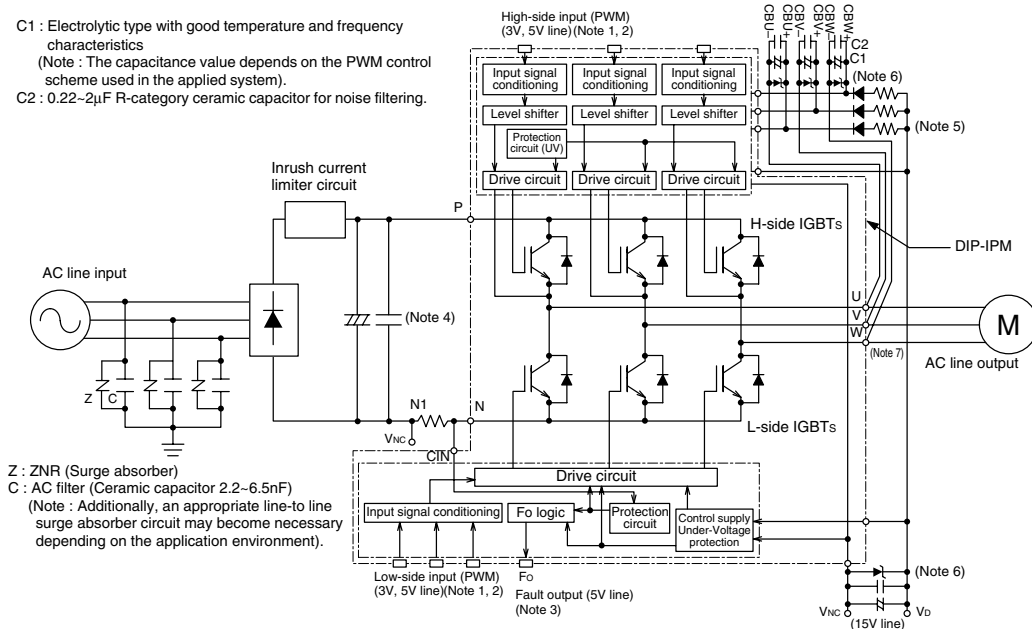 C1 : Electrolytic type with good temperature and frequency
characteristics
(Note : The capacitance value depends on the PWM control
scheme used in the applied system).
C2 : 0.22~2μF R-category ceramic capacitor for noise filtering.
High-side input (PWM)
(3V, 5V line) (Note 1, 2)
CBU-
CBU+
CBV-
CBV+
CBW-
CBW+
C2
C1
(Note 6)
(Note 5)
Input signal conditioning
Input signal conditioning
Input signal conditioning
Level shifter
Level shifter
Level shifter
Protection circuit (UV)
Drive circuit
Drive circuit
Drive circuit
Inrush current
limiter circuit
P
H-side IGBTs
DIP-IPM
AC line input
(Note 4)
U
V
W
M
(Note 7)
AC line output
Z
C
N1
N
VNC
CIN
L-side IGBTs
Z : ZNR (Surge absorber)
C : AC filter (Ceramic capacitor 2.2~6.5nF)
(Note : Additionally, an appropriate line-to line
surge absorber circuit may become necessary
depending on the application environment).
Drive circuit
Input signal conditioning
Fo logic
Protection circuit
Control supply Under-Voltage protection
Low-side input (PWM)
(3V, 5V line) (Note 1, 2)
FO
Fault output (5V line)
(Note 3)
(Note 6)
VNC
(15V line)
VD